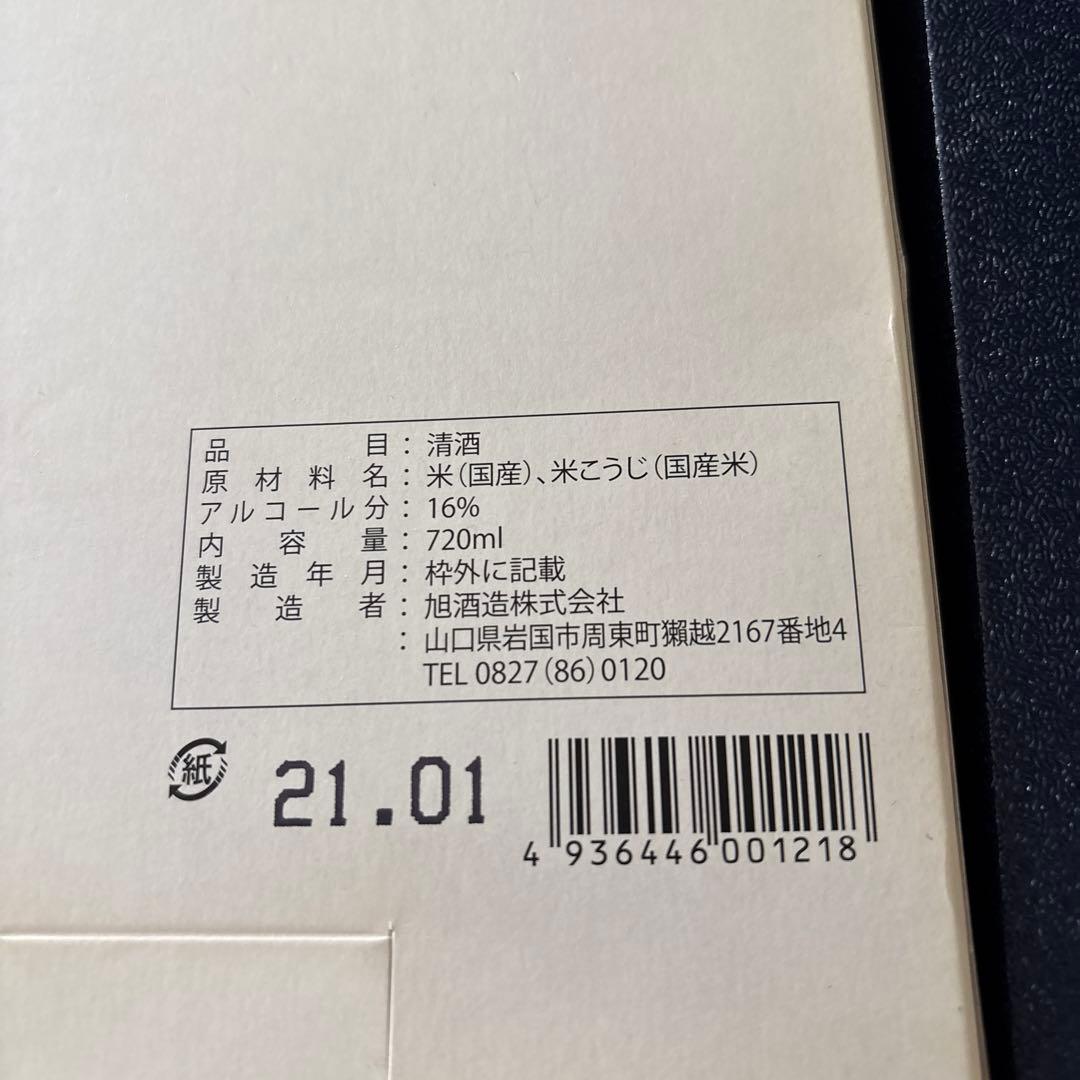 品目：清酒
原材料名：米（国産）、米こうじ（国産米）
アルコール分：16%
内容量：720ml
製造年月：枠外に記載
製造者：旭酒造株式会社
：山口県岩国市周東町獺越2167番地4
TEL 0827（86）0120
紙
21.01
4 936446 001218